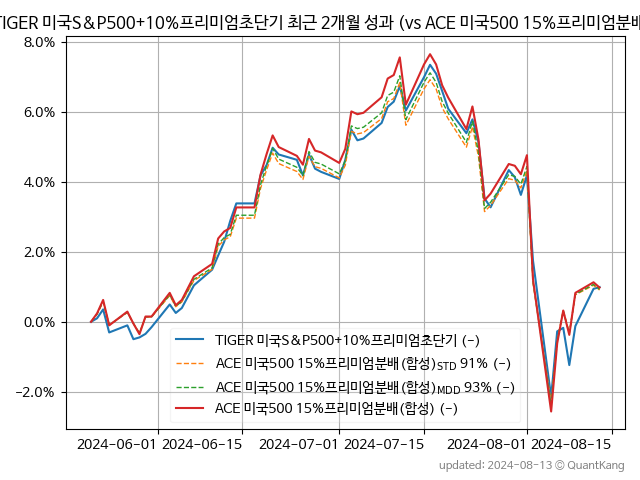 TIGER 미국S&P500+10%프리미엄초단기 최근 2개월 성과 (vs ACE 미국500 15%프리미엄분배
8.0%
6.0%
4.0%
2.0%
0.0%
−2.0%
TIGER 미국S&P500+10%프리미엄초단기 (-)
ACE 미국500 15%프리미엄분배(합성)STD 91% (-)
ACE 미국500 15%프리미엄분배(합성)MDD 93% (-)
ACE 미국500 15%프리미엄분배(합성) (-)
2024-06-01 2024-06-15 2024-07-01 2024-07-15 2024-08-01 2024-08-15
updated: 2024-08-13 © QuantKang